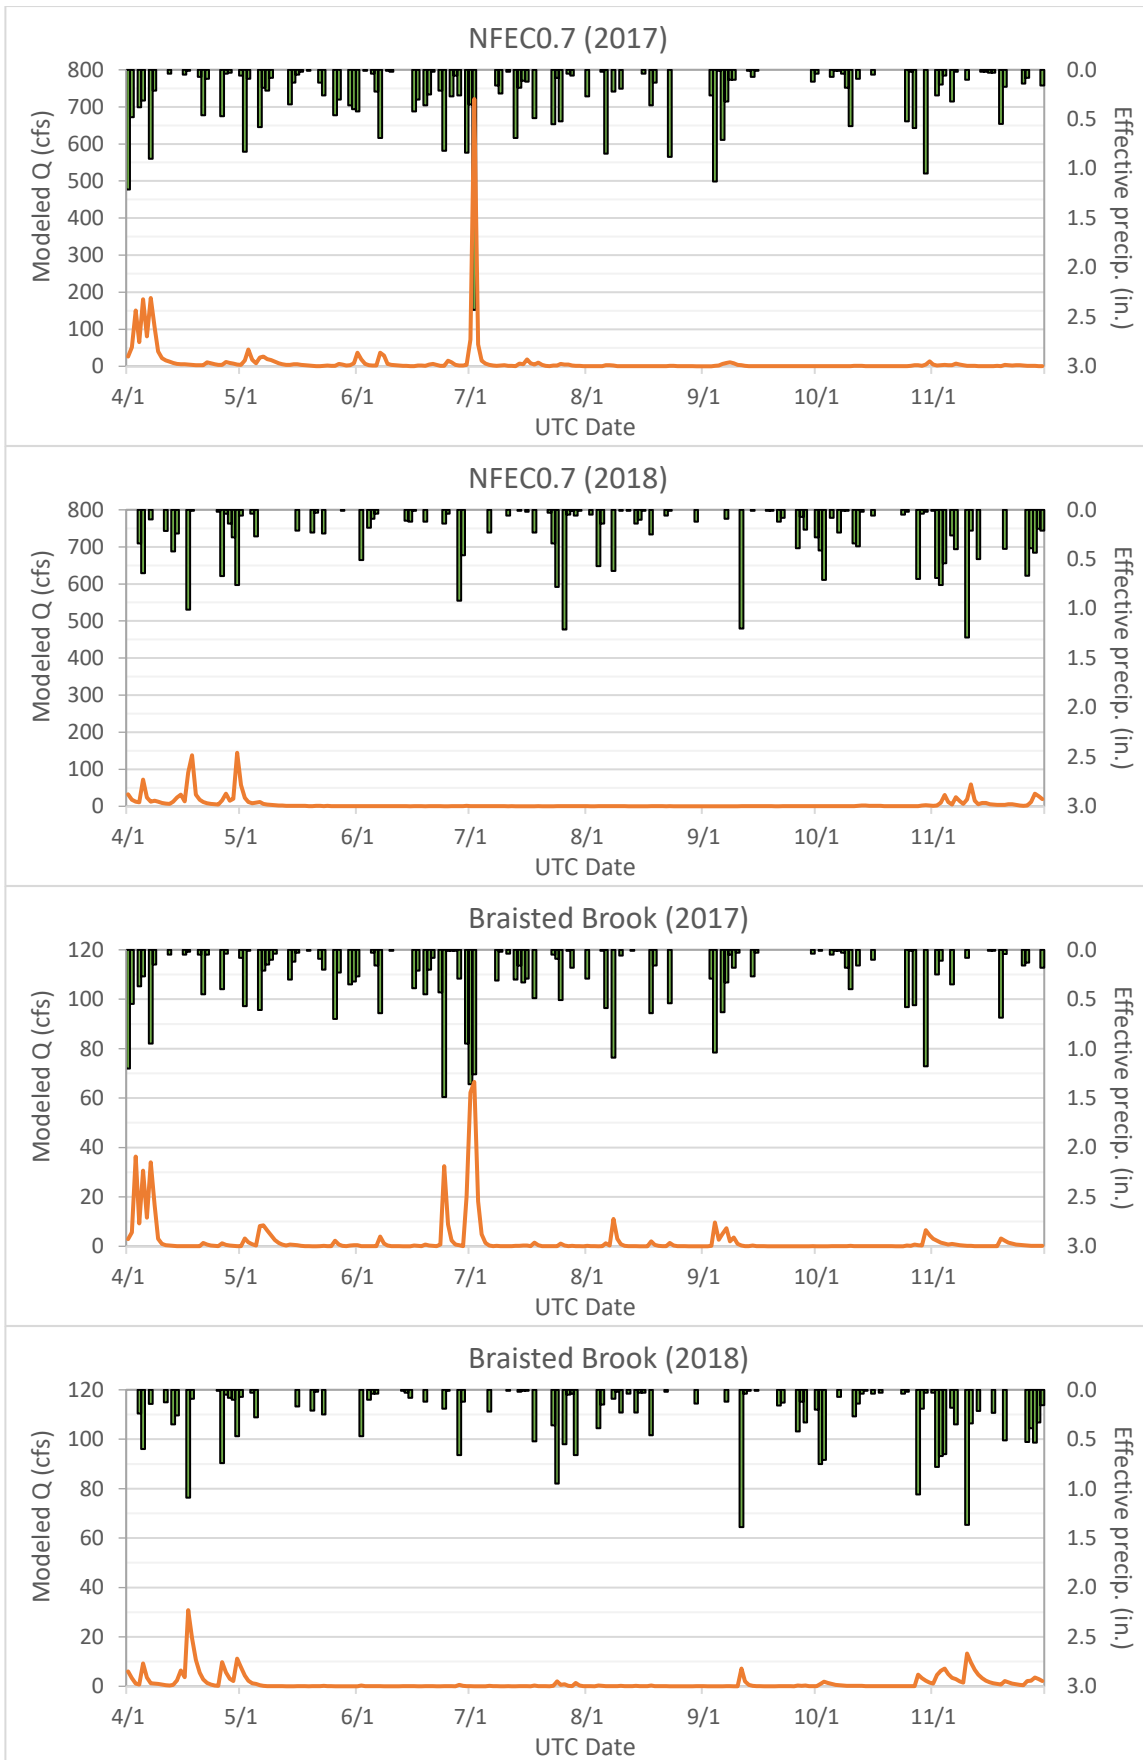 NFEC0.7 (2017)
800 0.0
700 0.5
600
500 1.0
400 1.5
300 2.0
200
100 2.5
0 3.0
Modeled Q (cfs)
Effective precip. (in.)
4/1 5/1 6/1 7/1 8/1 9/1 10/1 11/1
UTC Date
NFEC0.7 (2018)
800 0.0
700 0.5
600
500 1.0
400 1.5
300 2.0
200
100 2.5
0 3.0
Modeled Q (cfs)
Effective precip. (in.)
4/1 5/1 6/1 7/1 8/1 9/1 10/1 11/1
UTC Date
Braisted Brook (2017)
120 0.0
100 0.5
80 1.0
60 1.5
40 2.0
20 2.5
0 3.0
Modeled Q (cfs)
Effective precip. (in.)
4/1 5/1 6/1 7/1 8/1 9/1 10/1 11/1
UTC Date
Braisted Brook (2018)
120 0.0
100 0.5
80 1.0
60 1.5
40 2.0
20 2.5
0 3.0
Modeled Q (cfs)
Effective precip. (in.)
4/1 5/1 6/1 7/1 8/1 9/1 10/1 11/1
UTC Date